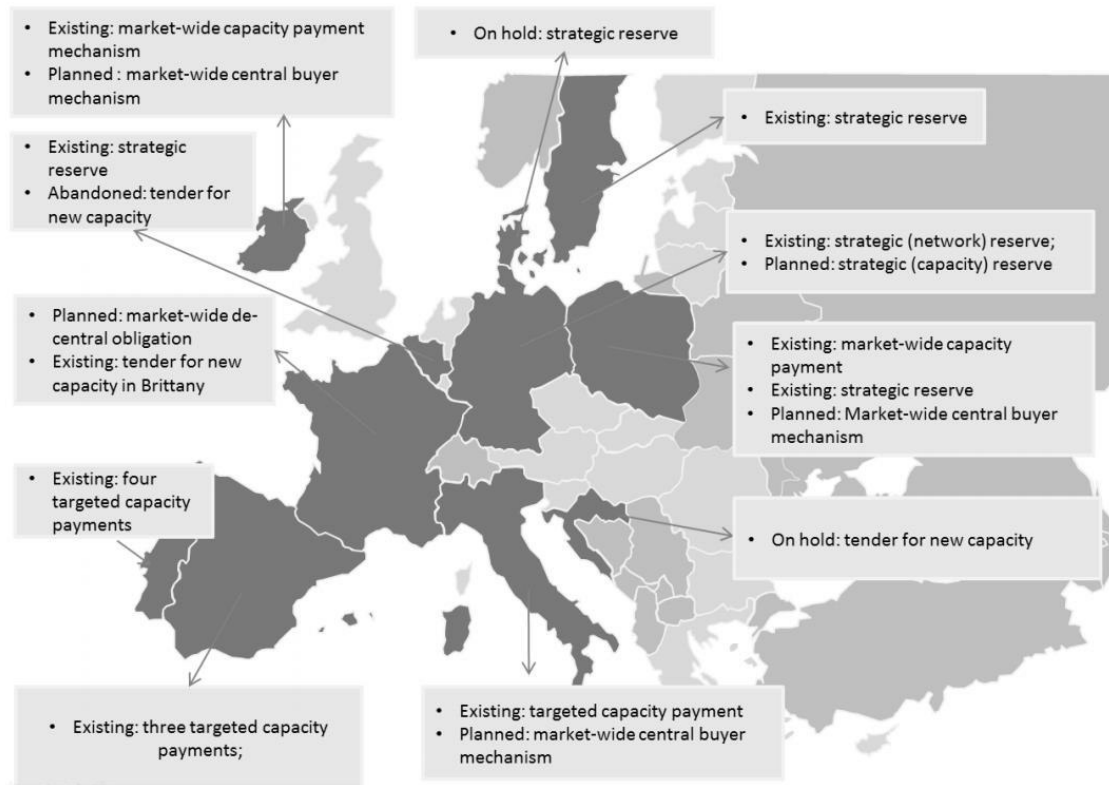 • Existing: market-wide capacity payment
mechanism
• Planned : market-wide central buyer
mechanism
• On hold: strategic reserve
• Existing: strategic reserve
• Existing: strategic
reserve
• Abandoned: tender for
new capacity
• Existing: strategic (network) reserve;
• Planned: strategic (capacity) reserve
• Planned: market-wide de-
central obligation
• Existing: tender for new
capacity in Brittany
• Existing: market-wide capacity
payment
• Existing: strategic reserve
• Planned: Market-wide central buyer
mechanism
• Existing: four
targeted capacity
payments
• On hold: tender for new capacity
• Existing: three targeted capacity
payments;
• Existing: targeted capacity payment
• Planned: market-wide central buyer
mechanism